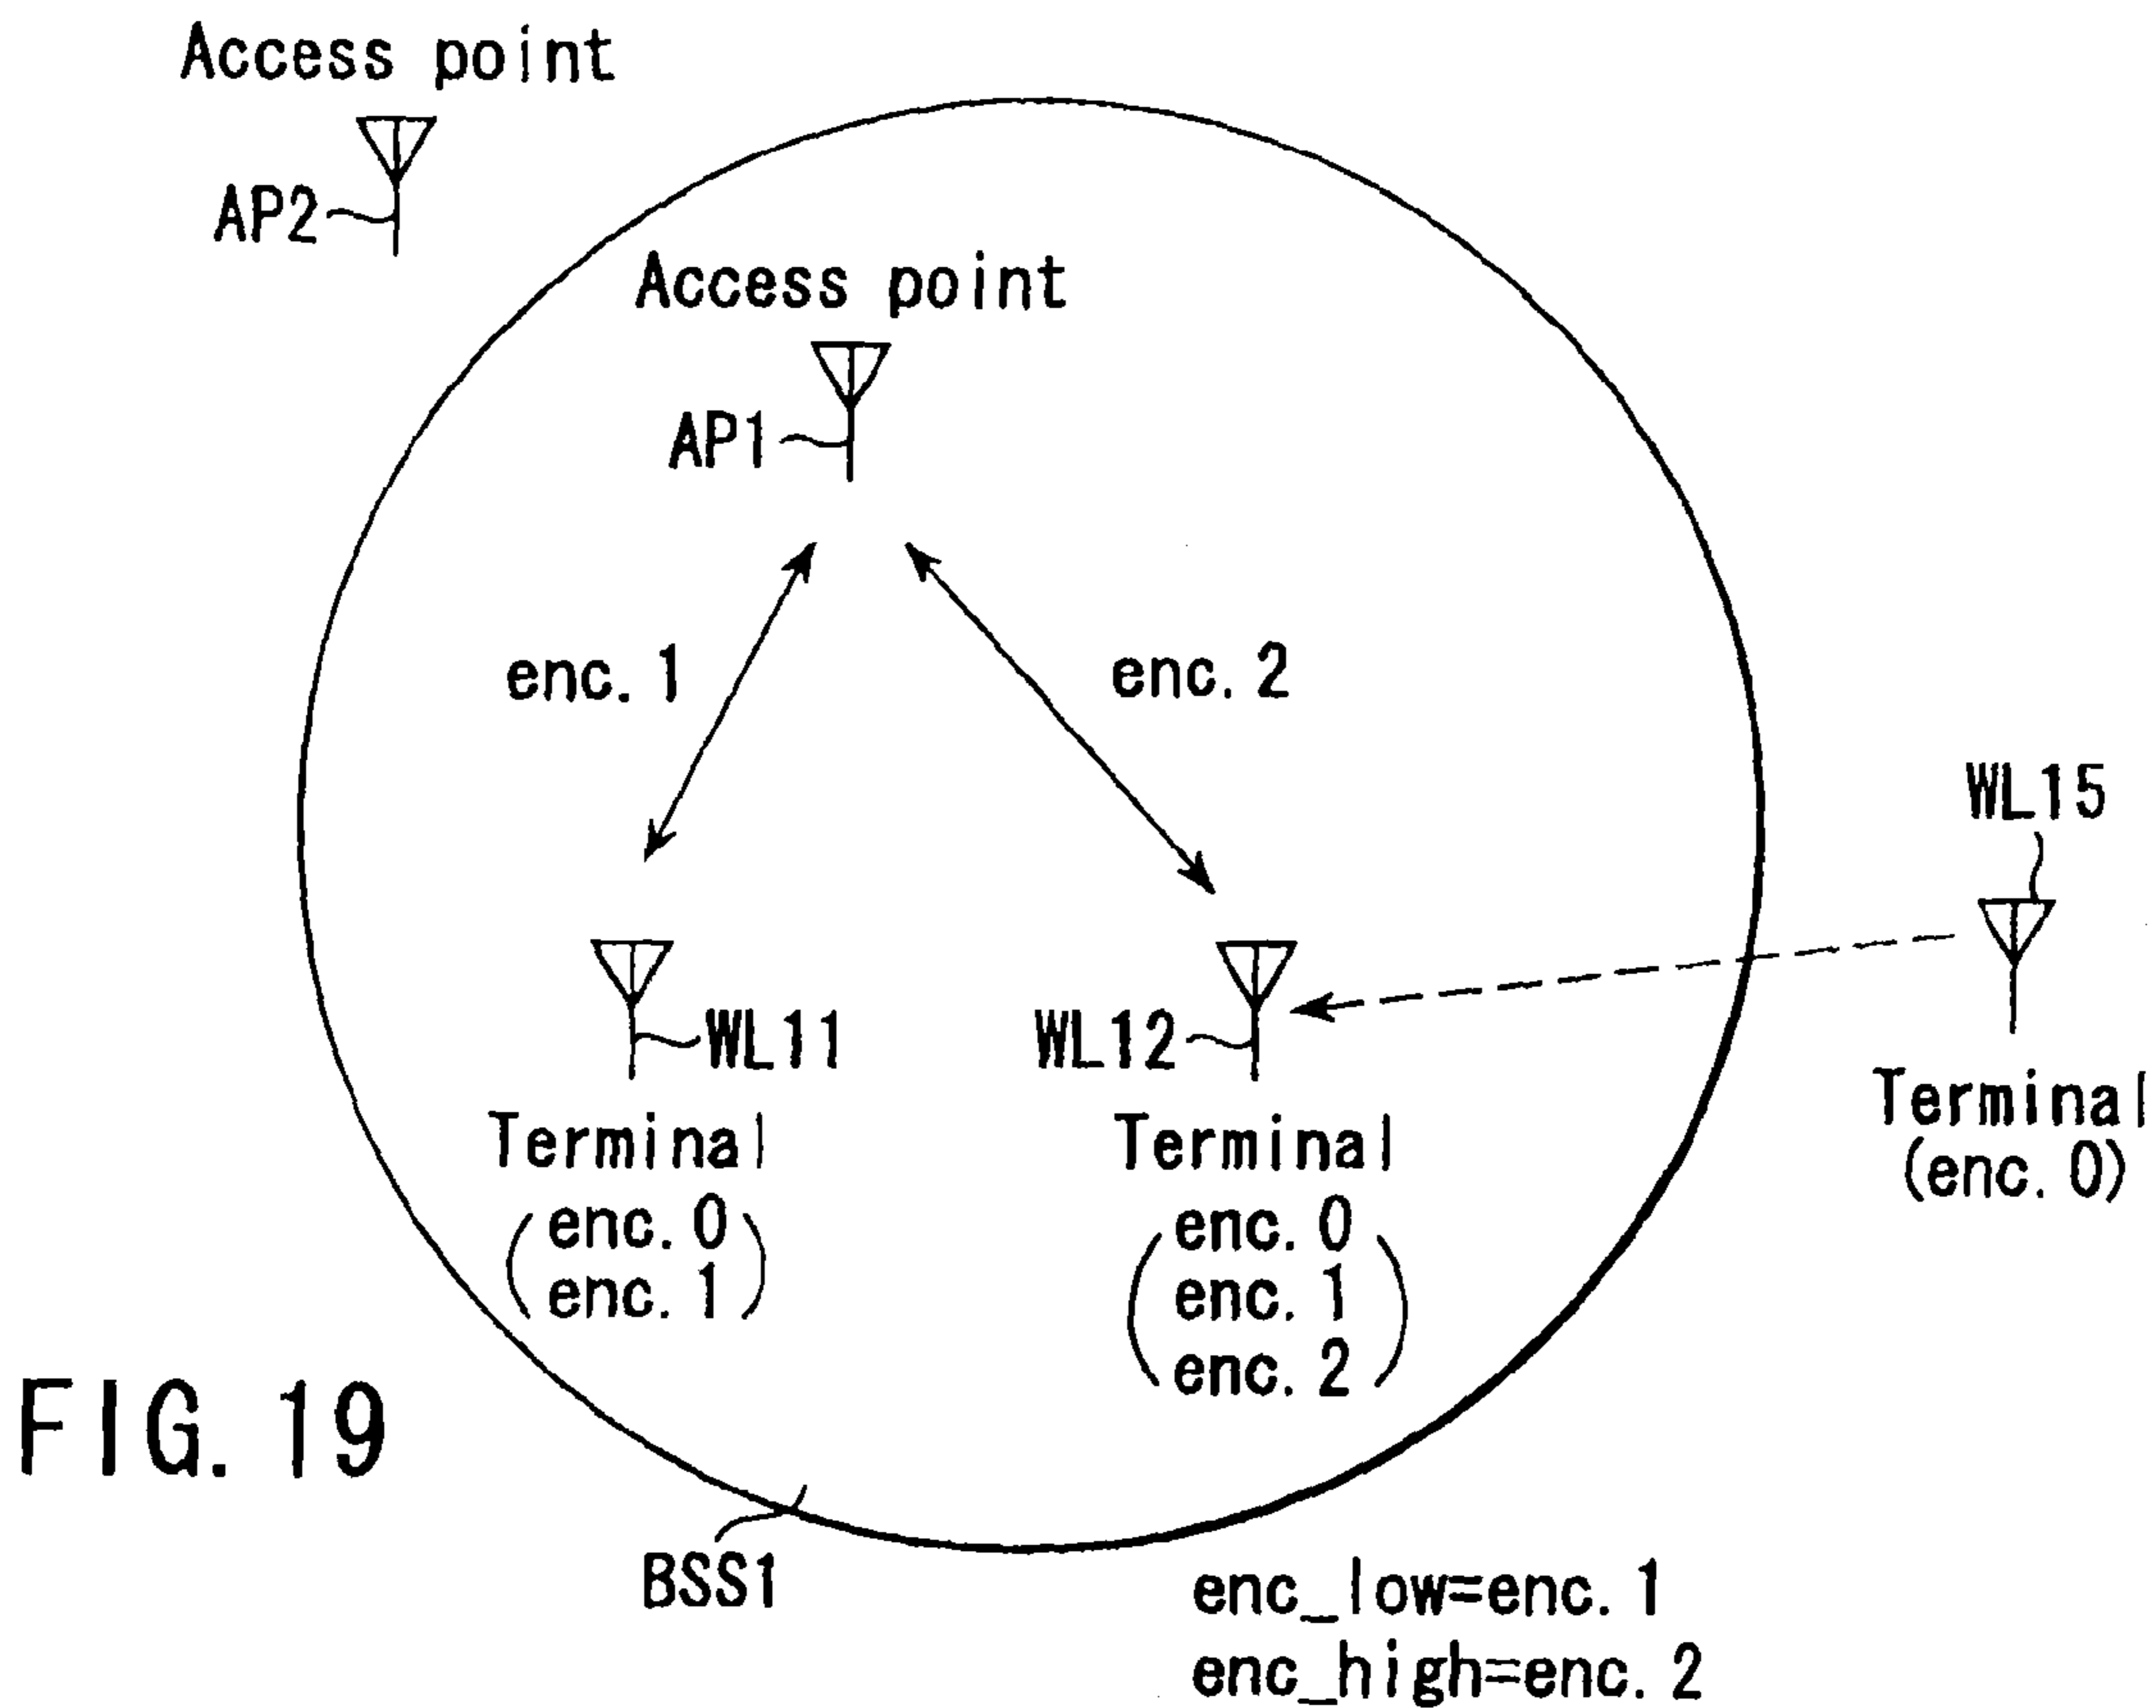 Access point
AP2
Access point
AP1
enc. 1
enc. 2
WL15
WL11
WL12
Terminal
(enc. 0)
Terminal
(enc. 0
enc. 1)
Terminal
(enc. 0
enc. 1
enc. 2)
FIG. 19
BSS1
enc_low=enc. 1
enc_high=enc. 2